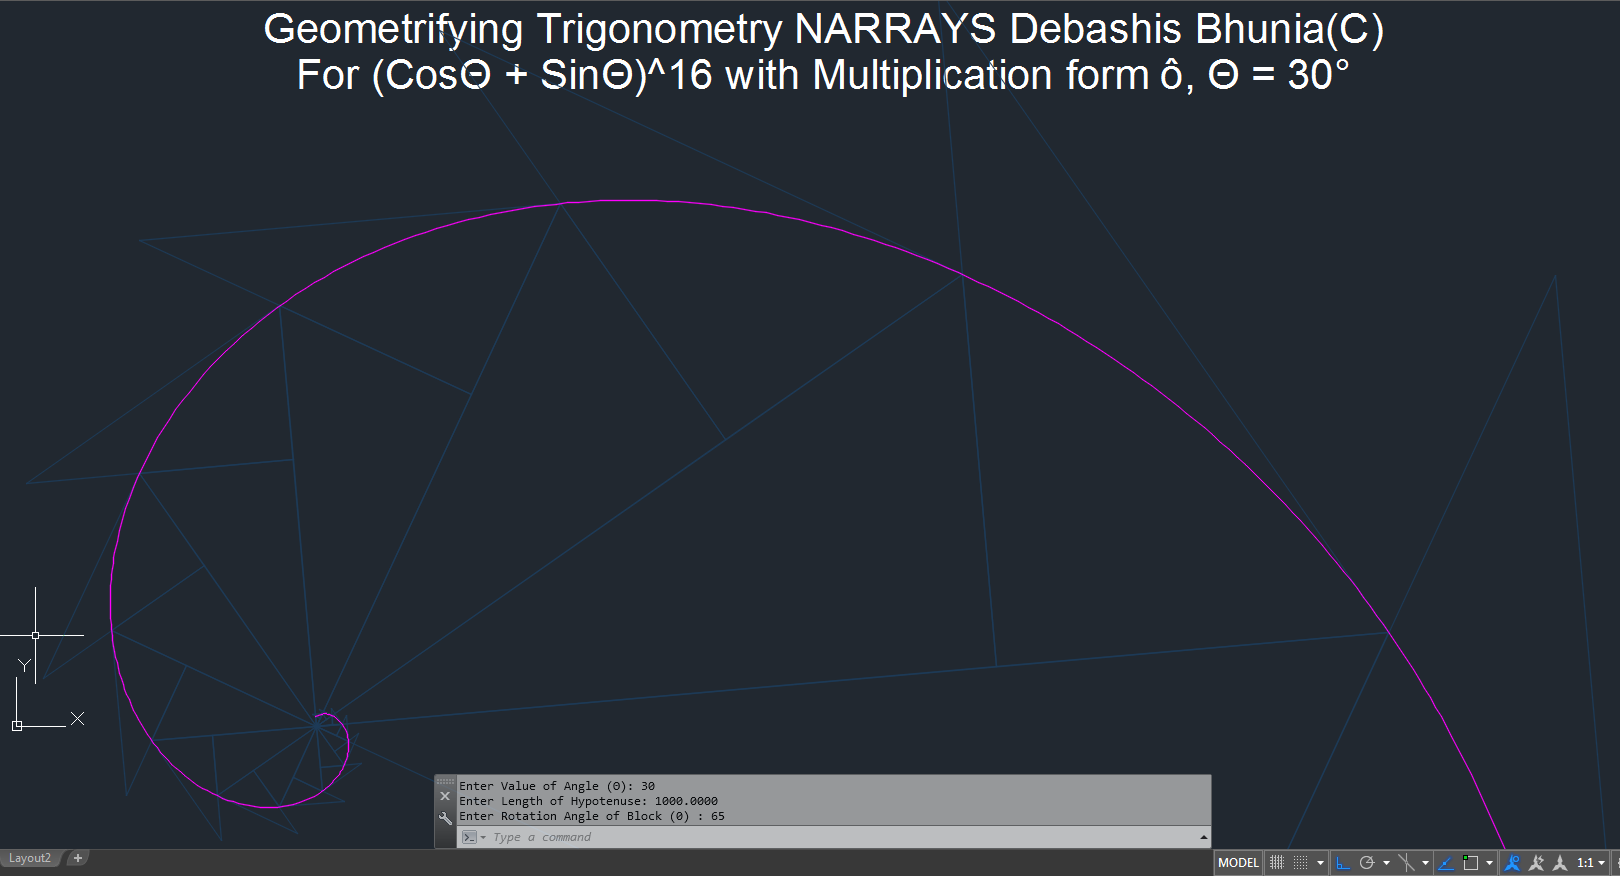 Geometrifying Trigonometry NARRAYS Debashis Bhunia(C)
For (CosΘ + SinΘ)^16 with Multiplication form ô, Θ = 30°
Y
X
Enter Value of Angle (Θ): 30
Enter Length of Hypotenuse: 1000.0000
Enter Rotation Angle of Block (0) : 65
Type a command
Layout2 +
MODEL 1:1